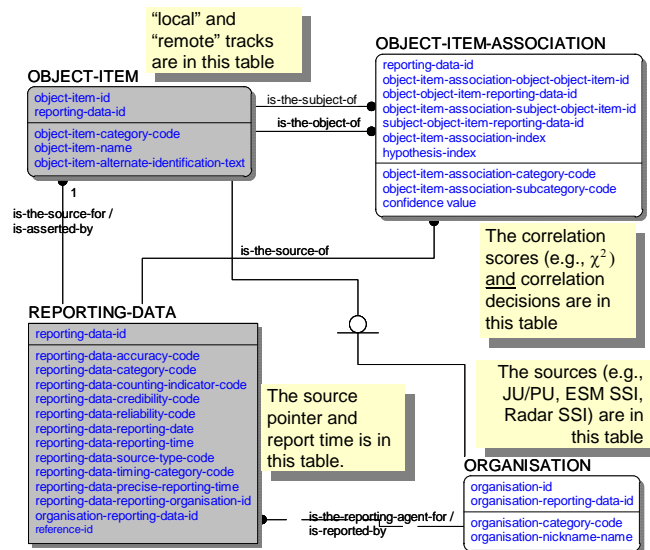 “local” and
“remote” tracks
are in this table
OBJECT-ITEM
object-item-id
reporting-data-id
object-item-category-code
object-item-name
object-item-alternate-identification-text
is-the-subject-of
is-the-object-of
OBJECT-ITEM-ASSOCIATION
reporting-data-id
object-item-association-object-object-item-id
object-object-item-reporting-data-id
object-item-association-subject-object-item-id
subject-object-item-reporting-data-id
object-item-association-index
hypothesis-index
object-item-association-category-code
object-item-association-subcategory-code
confidence value
1
is-the-source-for /
is-asserted-by
is-the-source-of
The correlation
scores (e.g., χ²)
and correlation
decisions are in
this table
REPORTING-DATA
reporting-data-id
reporting-data-accuracy-code
reporting-data-category-code
reporting-data-counting-indicator-code
reporting-data-credibility-code
reporting-data-reliability-code
reporting-data-reporting-date
reporting-data-reporting-time
reporting-data-source-type-code
reporting-data-timing-category-code
reporting-data-precise-reporting-time
reporting-data-reporting-organisation-id
organisation-reporting-data-id
reference-id
The source
pointer and
report time is in
this table.
The sources (e.g.,
JU/PU, ESM SSI,
Radar SSI) are in
this table
ORGANISATION
organisation-id
organisation-reporting-data-id
organisation-category-code
organisation-nickname-name
is-the-reporting-agent-for /
is-reported-by